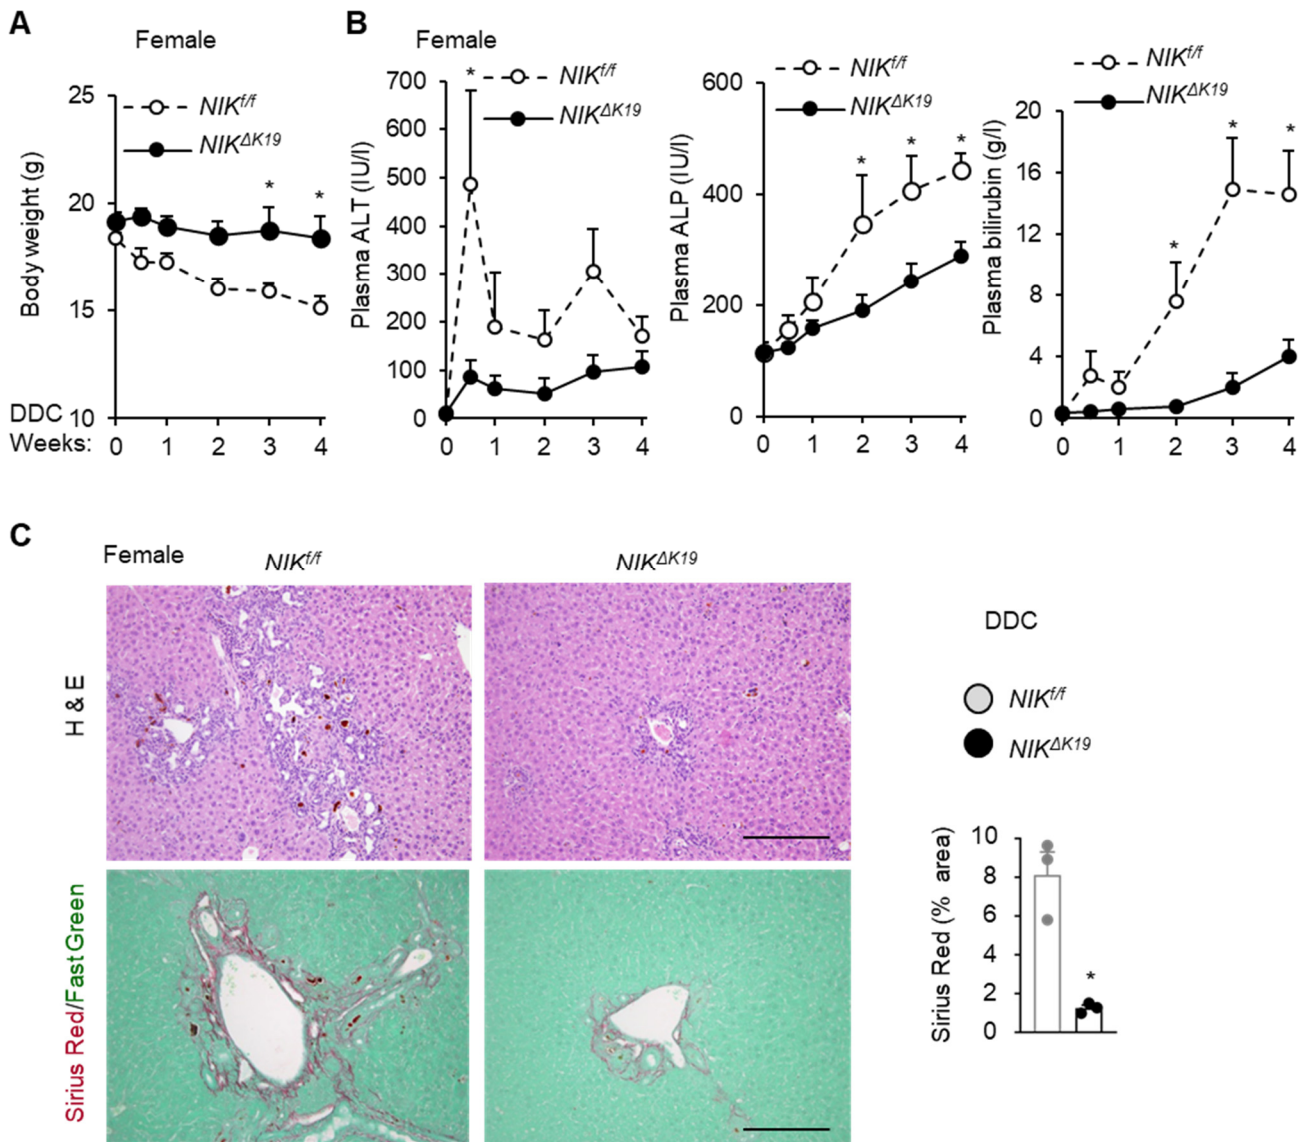 A
Female
25
20
15
10
Body weight (g)
NIKf/f
NIKΔK19
*
*
DDC
Weeks:
0 1 2 3 4
B
Female
700
600
500
400
300
200
100
0
Plasma ALT (IU/l)
*
NIKf/f
NIKΔK19
0 1 2 3 4
600
400
200
0
Plasma ALP (IU/l)
NIKf/f
NIKΔK19
* * *
0 1 2 3 4
20
16
12
8
4
0
Plasma bilirubin (g/l)
NIKf/f
NIKΔK19
* * *
0 1 2 3 4
C
Female
NIKf/f
NIKΔK19
H & E
Sirius Red/Fast Green
DDC
NIKf/f
NIKΔK19
Sirius Red (% area)
10
8
6
4
2
0
*